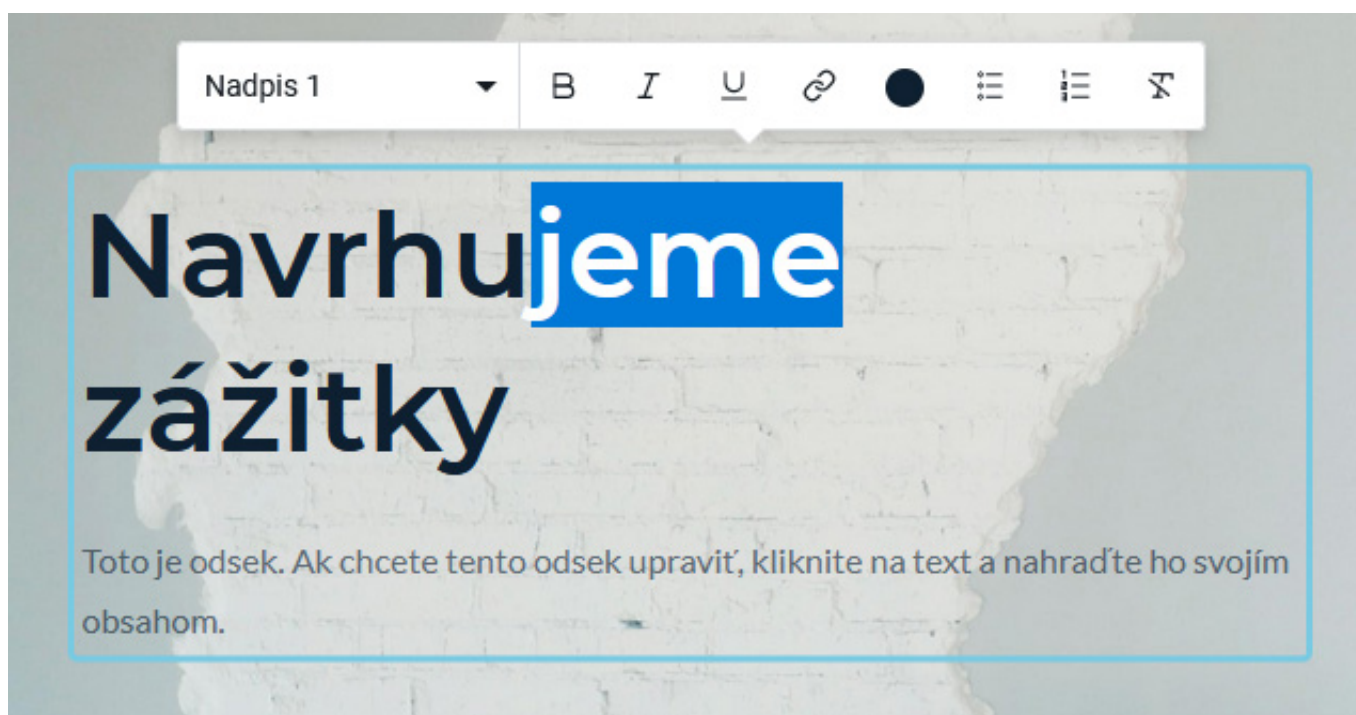 Nadpis 1 B I U
Navrhujeme
zážitky
Toto je odsek. Ak chcete tento odsek upraviť, kliknite na text a nahraďte ho svojím
obsahom.